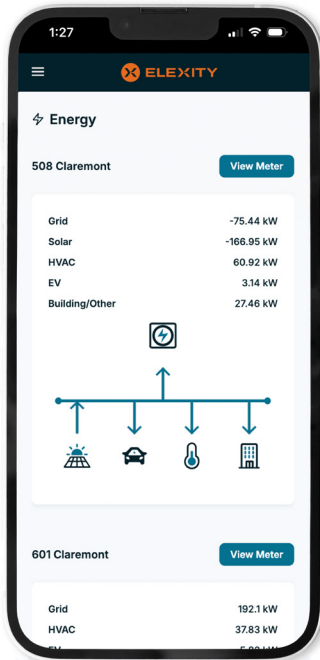 1:27
ELEXITY
Energy
508 Claremont View Meter
Grid -75.44 kW
Solar -166.95 kW
HVAC 60.92 kW
EV 3.14 kW
Building/Other 27.46 kW
601 Claremont View Meter
Grid 192.1 kW
HVAC 37.83 kW